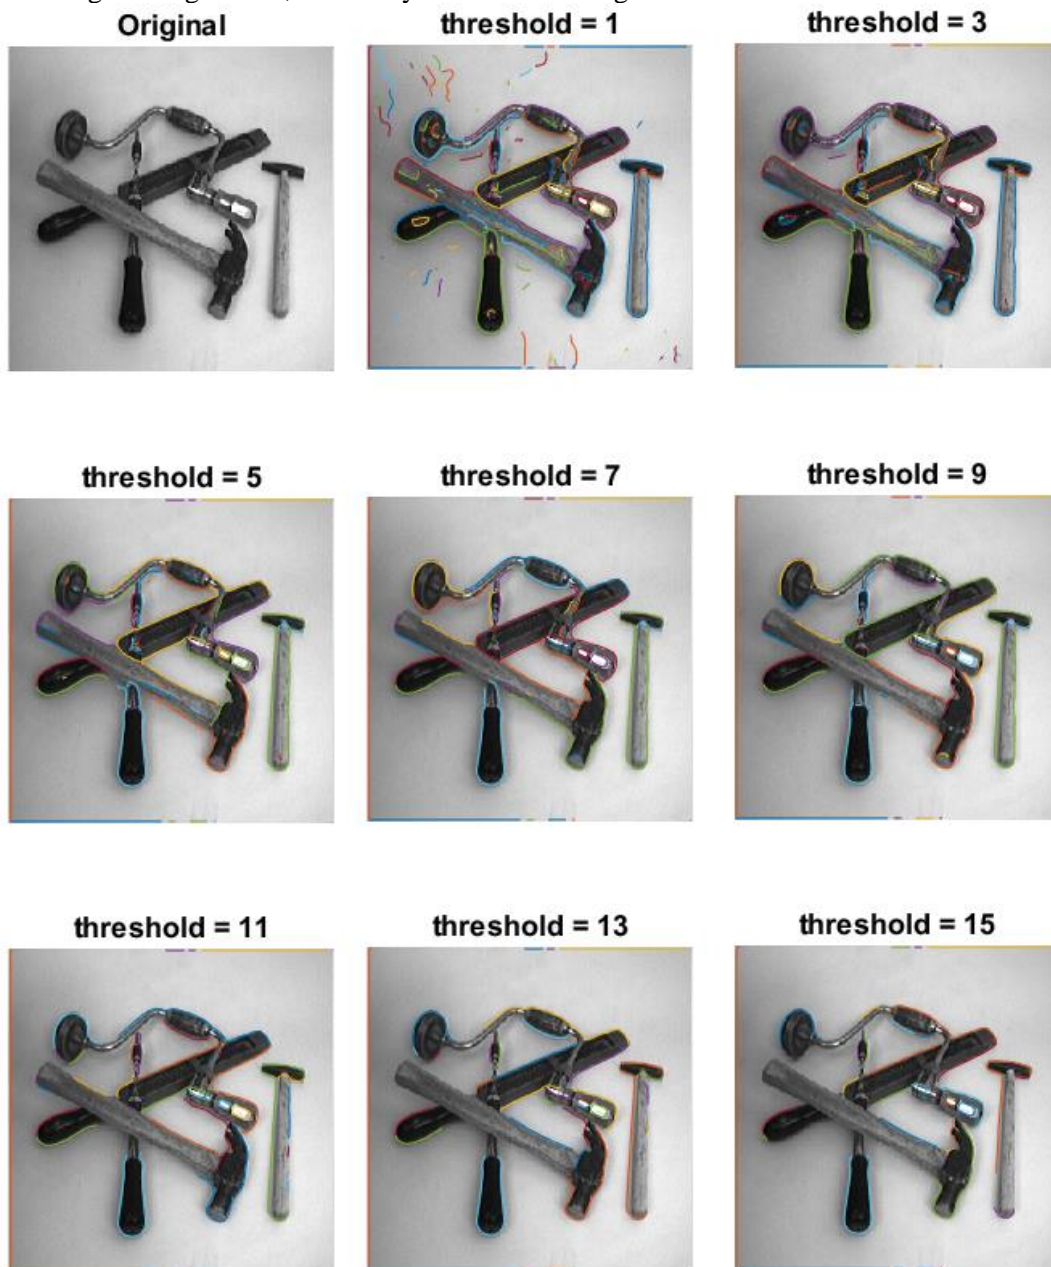 Original
threshold = 1
threshold = 3
threshold = 5
threshold = 7
threshold = 9
threshold = 11
threshold = 13
threshold = 15